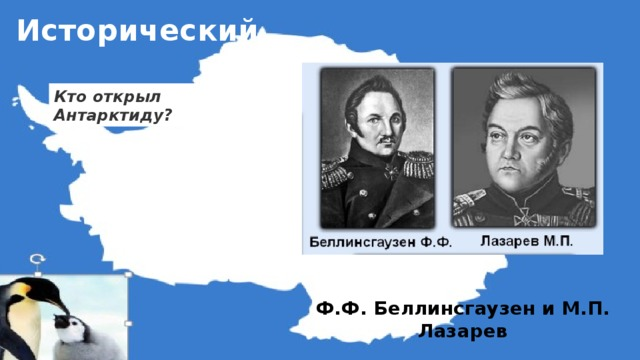 Исторический
Кто открыл
Антарктиду?
Беллинсгаузен Ф.Ф.
Лазарев М.П.
Ф.Ф. Беллинсгаузен и М.П.
Лазарев